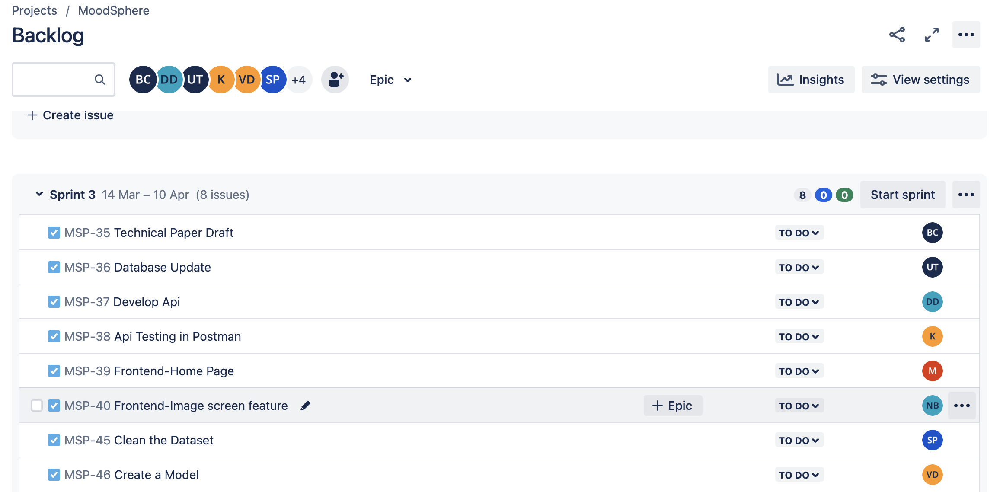 Projects / MoodSphere
Backlog
BC DD UT K VD SP +4 Epic Insights View settings
+ Create issue
Sprint 3 14 Mar – 10 Apr (8 issues) 8 0 0 Start sprint
MSP-35 Technical Paper Draft TO DO BC
MSP-36 Database Update TO DO UT
MSP-37 Develop Api TO DO DD
MSP-38 Api Testing in Postman TO DO K
MSP-39 Frontend-Home Page TO DO M
MSP-40 Frontend-Image screen feature + Epic TO DO NB
MSP-45 Clean the Dataset TO DO SP
MSP-46 Create a Model TO DO VD